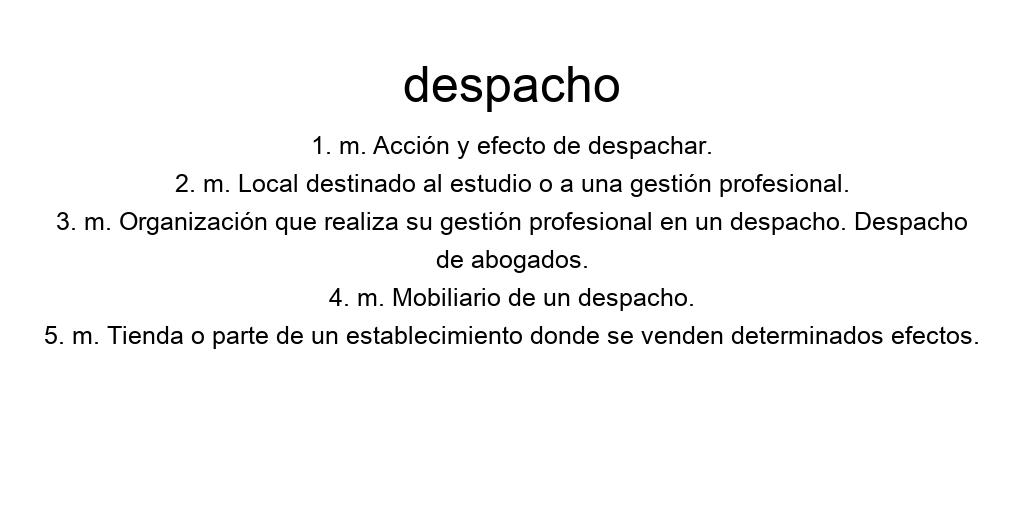 despacho
1. m. Acción y efecto de despachar.
2. m. Local destinado al estudio o a una gestión profesional.
3. m. Organización que realiza su gestión profesional en un despacho. Despacho
de abogados.
4. m. Mobiliario de un despacho.
5. m. Tienda o parte de un establecimiento donde se venden determinados efectos.